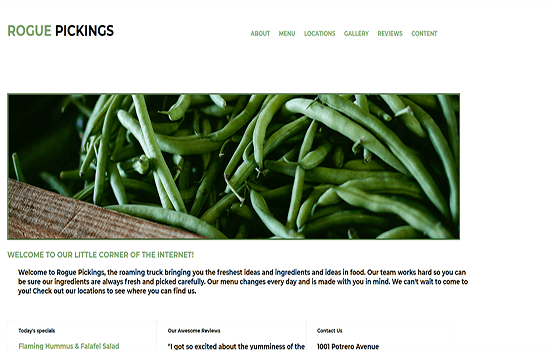 ROGUE PICKINGS
ABOUT MENU LOCATIONS GALLERY REVIEWS CONTENT
WELCOME TO OUR LITTLE CORNER OF THE INTERNET!
Welcome to Rogue Pickings, the roaming truck bringing you the freshest ideas and ingredients and ideas in food. Our team works hard so you can
be sure our ingredients are always fresh and picked carefully. Our menu changes every day and is made with you in mind. We can't wait to come to
you! Check out our locations to see where you can find us.
Today's specials
Flaming Hummus & Falafel Salad
Our Awesome Reviews
"I got so excited about the yumminess of the
Contact Us
1001 Potrero Avenue